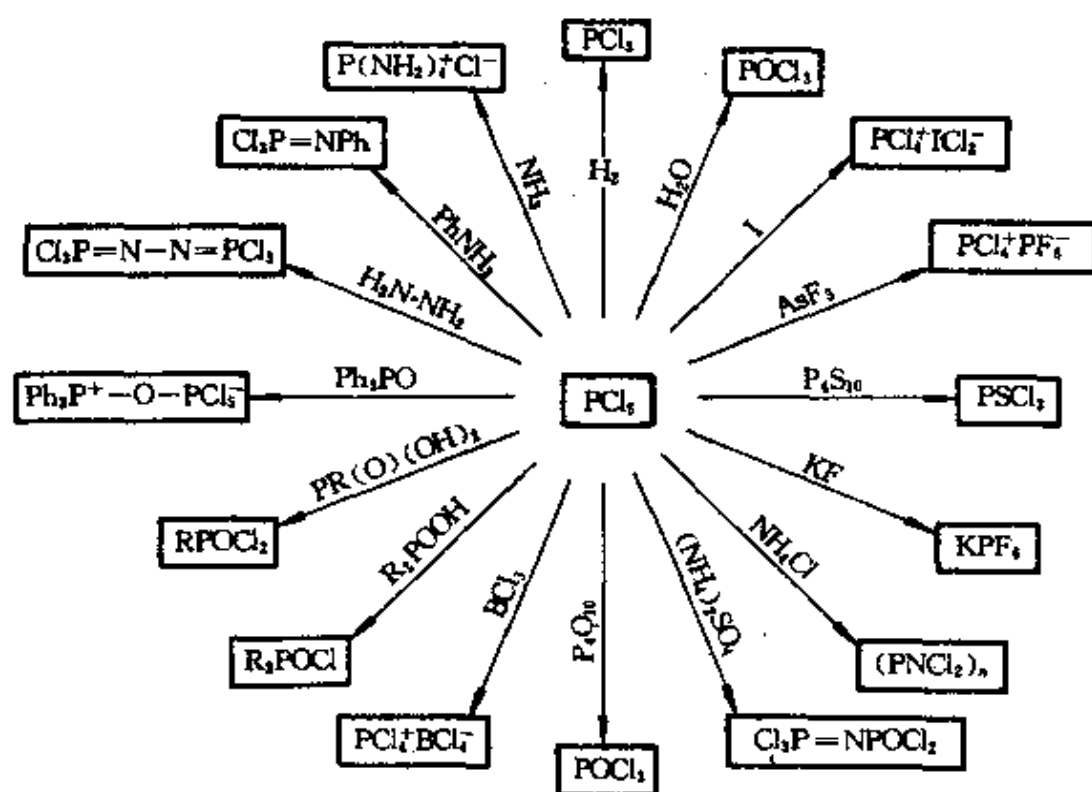 PCl₃
P(NH₂)₄⁺Cl⁻
POCl₃
Cl₃P=NPh
PCl₄⁺ICl₂⁻
NH₃
H₂
H₂O
PhNH₂
I
Cl₃P=N—N=PCl₃
PCl₄⁺PF₆⁻
H₂N-NH₂
AsF₃
Ph₃PO
P₄S₁₀
Ph₃P⁺—O—PCl₅⁻
PCl₅
PSCl₃
PR(O)(OH)₂
KF
RPOCl₂
R₂POOH
NH₄Cl
KPF₆
BCl₃
P₄O₁₀
(NH₄)₂SO₄
R₂POCl
(PNCl₂)ₙ
PCl₄⁺BCl₄⁻
Cl₃P=NPOCl₂
POCl₃